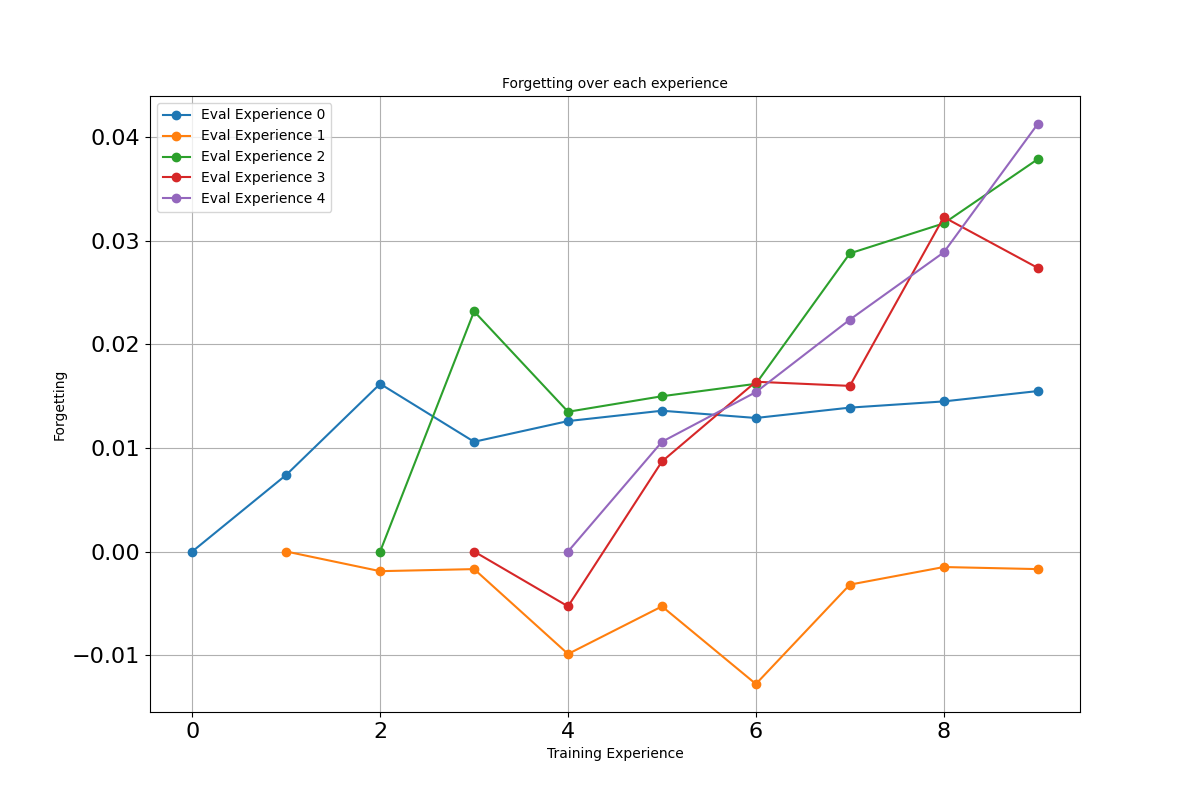 Forgetting over each experience
Eval Experience 0
Eval Experience 1
Eval Experience 2
Eval Experience 3
Eval Experience 4
0.04
0.03
0.02
0.01
0.00
−0.01
Forgetting
0 2 4 6 8
Training Experience